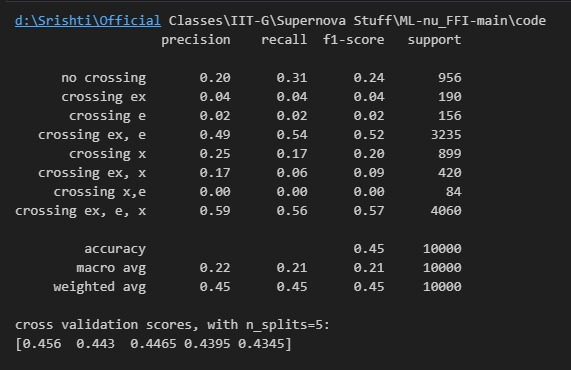 d:\Srishti\Official Classes\IIT-G\Supernova Stuff\ML-nu_FFI-main\code
precision recall f1-score support
no crossing 0.20 0.31 0.24 956
crossing ex 0.04 0.04 0.04 190
crossing e 0.02 0.02 0.02 156
crossing ex, e 0.49 0.54 0.52 3235
crossing x 0.25 0.17 0.20 899
crossing ex, x 0.17 0.06 0.09 420
crossing x,e 0.00 0.00 0.00 84
crossing ex, e, x 0.59 0.56 0.57 4060
accuracy 0.45 10000
macro avg 0.22 0.21 0.21 10000
weighted avg 0.45 0.45 0.45 10000
cross validation scores, with n_splits=5:
[0.456 0.443 0.4465 0.4395 0.4345]